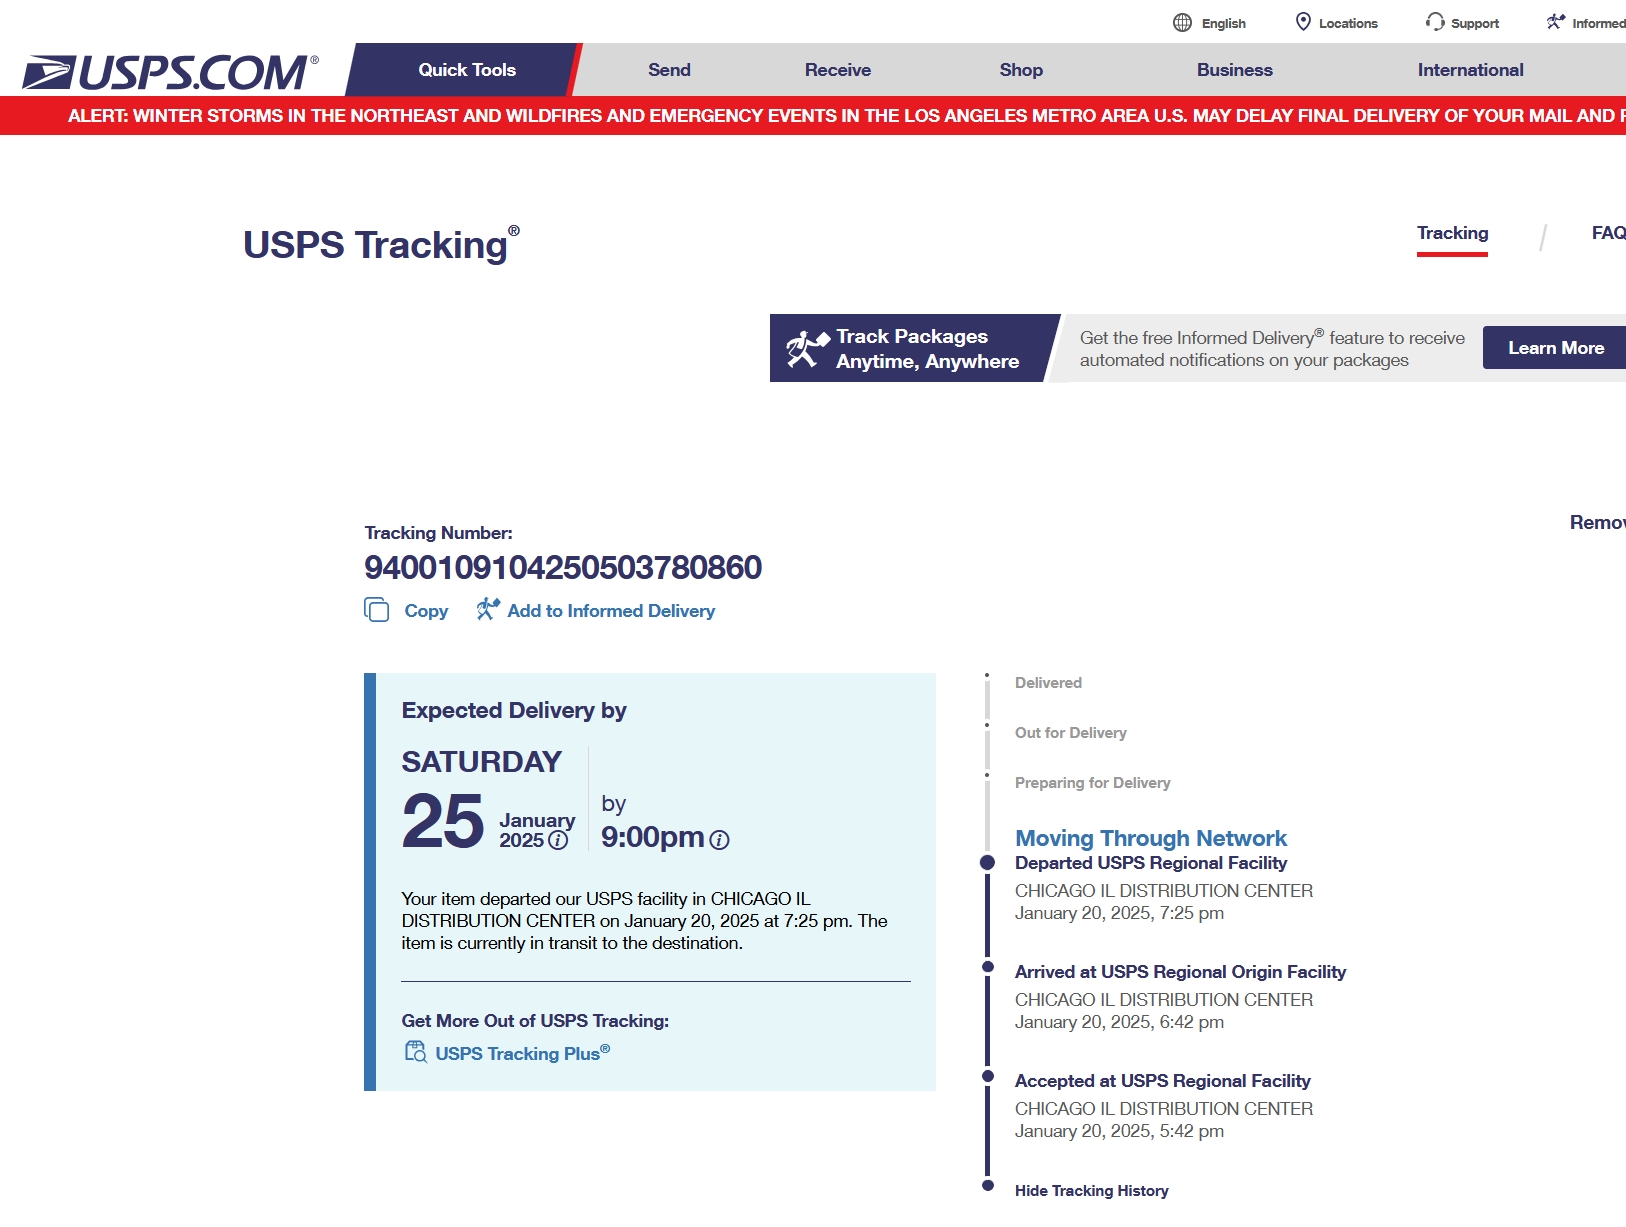 English
Locations
Support
Informed
USPS.COM®
Quick Tools
Send
Receive
Shop
Business
International
ALERT: WINTER STORMS IN THE NORTHEAST AND WILDFIRES AND EMERGENCY EVENTS IN THE LOS ANGELES METRO AREA U.S. MAY DELAY FINAL DELIVERY OF YOUR MAIL AND
USPS Tracking®
Tracking
/
FAQ
Track Packages
Anytime, Anywhere
Get the free Informed Delivery® feature to receive
automated notifications on your packages
Learn More
Tracking Number:
9400109104250503780860
Remov
Copy
Add to Informed Delivery
Expected Delivery by
SATURDAY
25
January
2025
by
9:00pm
Your item departed our USPS facility in CHICAGO IL
DISTRIBUTION CENTER on January 20, 2025 at 7:25 pm. The
item is currently in transit to the destination.
Get More Out of USPS Tracking:
USPS Tracking Plus®
Delivered
Out for Delivery
Preparing for Delivery
Moving Through Network
Departed USPS Regional Facility
CHICAGO IL DISTRIBUTION CENTER
January 20, 2025, 7:25 pm
Arrived at USPS Regional Origin Facility
CHICAGO IL DISTRIBUTION CENTER
January 20, 2025, 6:42 pm
Accepted at USPS Regional Facility
CHICAGO IL DISTRIBUTION CENTER
January 20, 2025, 5:42 pm
Hide Tracking History